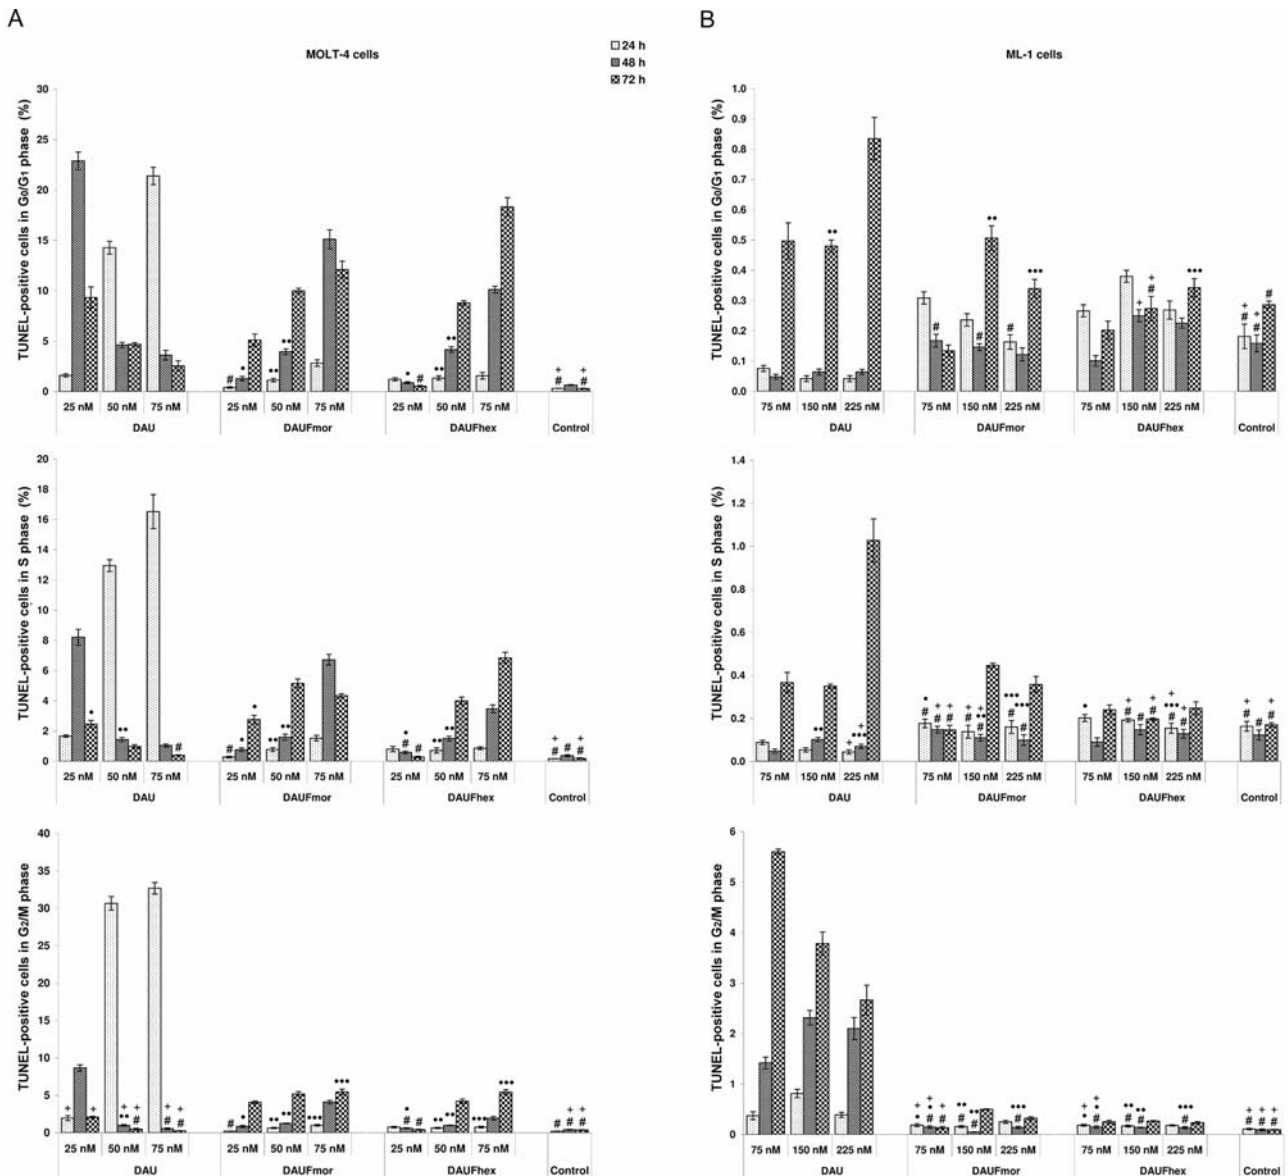 A
B
MOLT-4 cells
ML-1 cells
24 h
48 h
72 h
TUNEL-positive cells in G0/G1 phase (%)
30
25
20
15
10
5
0
25 nM 50 nM 75 nM 25 nM 50 nM 75 nM 25 nM 50 nM 75 nM
DAU DAUFmor DAUFhex Control
TUNEL-positive cells in G0/G1 phase (%)
1.0
0.9
0.8
0.7
0.6
0.5
0.4
0.3
0.2
0.1
0.0
75 nM 150 nM 225 nM 75 nM 150 nM 225 nM 75 nM 150 nM 225 nM
DAU DAUFmor DAUFhex Control
TUNEL-positive cells in S phase (%)
20
18
16
14
12
10
8
6
4
2
0
25 nM 50 nM 75 nM 25 nM 50 nM 75 nM 25 nM 50 nM 75 nM
DAU DAUFmor DAUFhex Control
TUNEL-positive cells in S phase (%)
1.4
1.2
1.0
0.8
0.6
0.4
0.2
0.0
75 nM 150 nM 225 nM 75 nM 150 nM 225 nM 75 nM 150 nM 225 nM
DAU DAUFmor DAUFhex Control
TUNEL-positive cells in G2/M phase
40
35
30
25
20
15
10
5
0
25 nM 50 nM 75 nM 25 nM 50 nM 75 nM 25 nM 50 nM 75 nM
DAU DAUFmor DAUFhex Control
TUNEL-positive cells in G2/M phase
6
5
4
3
2
1
0
75 nM 150 nM 225 nM 75 nM 150 nM 225 nM 75 nM 150 nM 225 nM
DAU DAUFmor DAUFhex Control